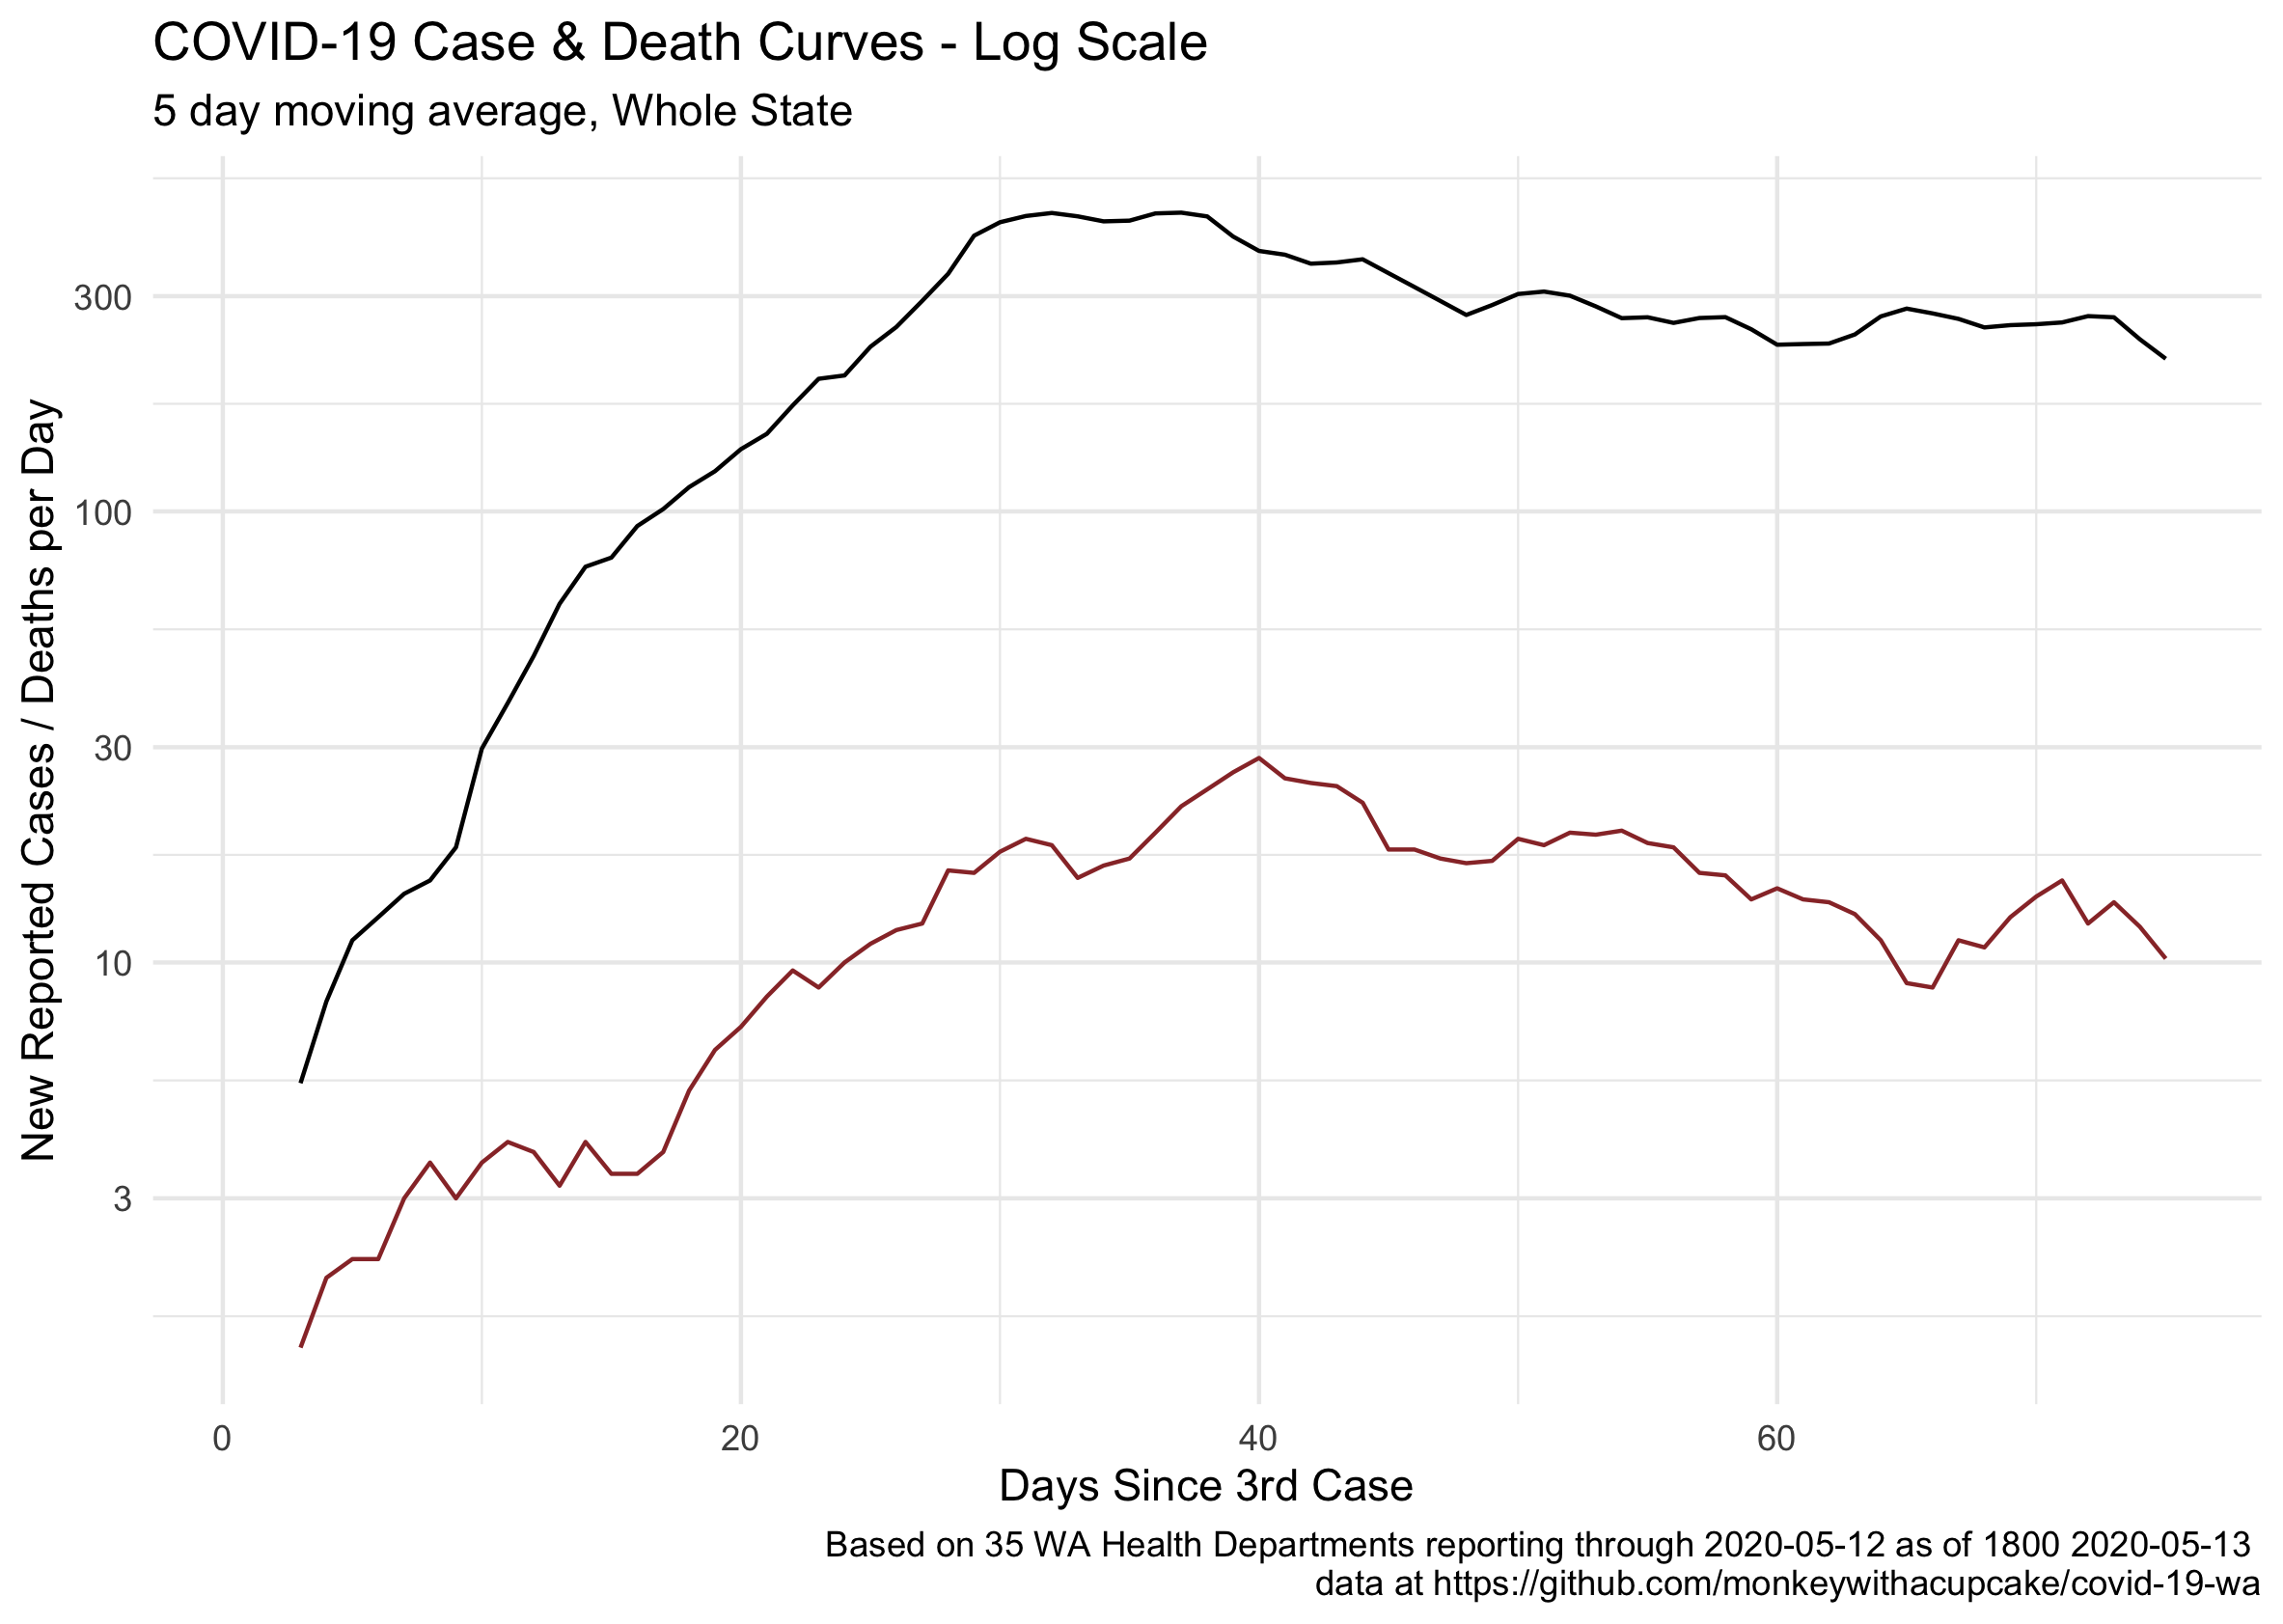 COVID-19 Case & Death Curves - Log Scale
5 day moving average, Whole State
New Reported Cases / Deaths per Day
300
100
30
10
3
0
20
40
60
Days Since 3rd Case
Based on 35 WA Health Departments reporting through 2020-05-12 as of 1800 2020-05-13
data at https://github.com/monkeywithacupcake/covid-19-wa